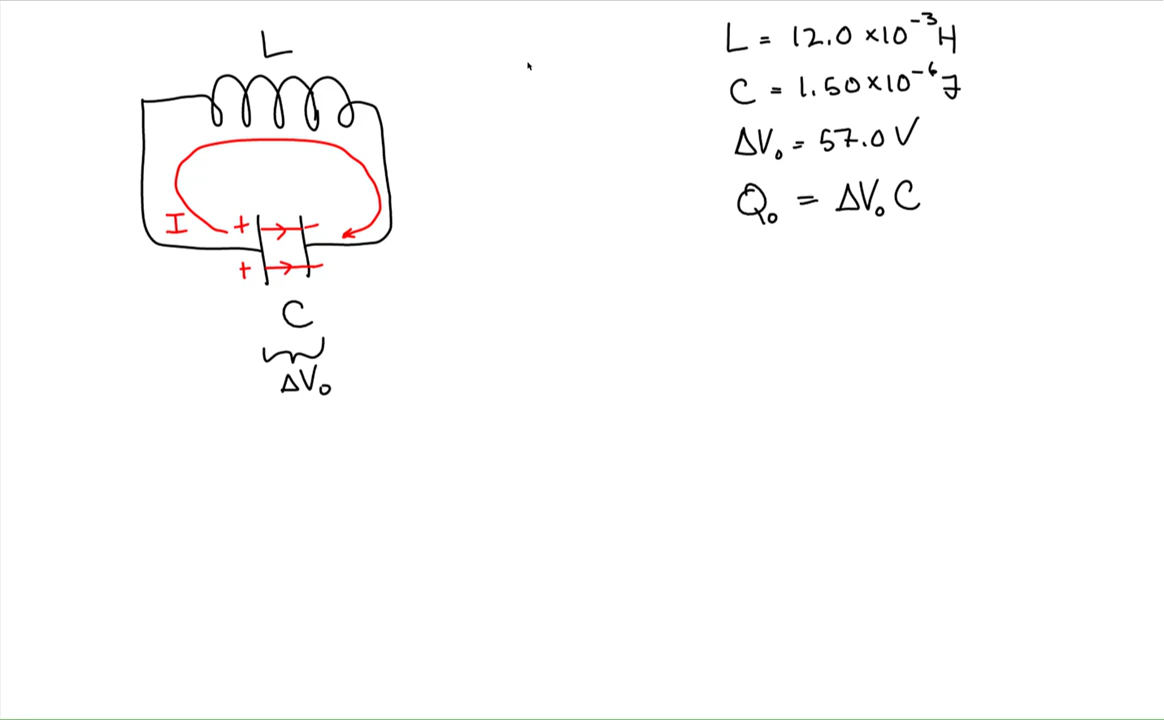 L
I
+
+
C
ΔV₀
L = 12.0 ×10⁻³ H
C = 1.50×10⁻⁶ F
ΔV₀ = 57.0 V
Q₀ = ΔV₀ C